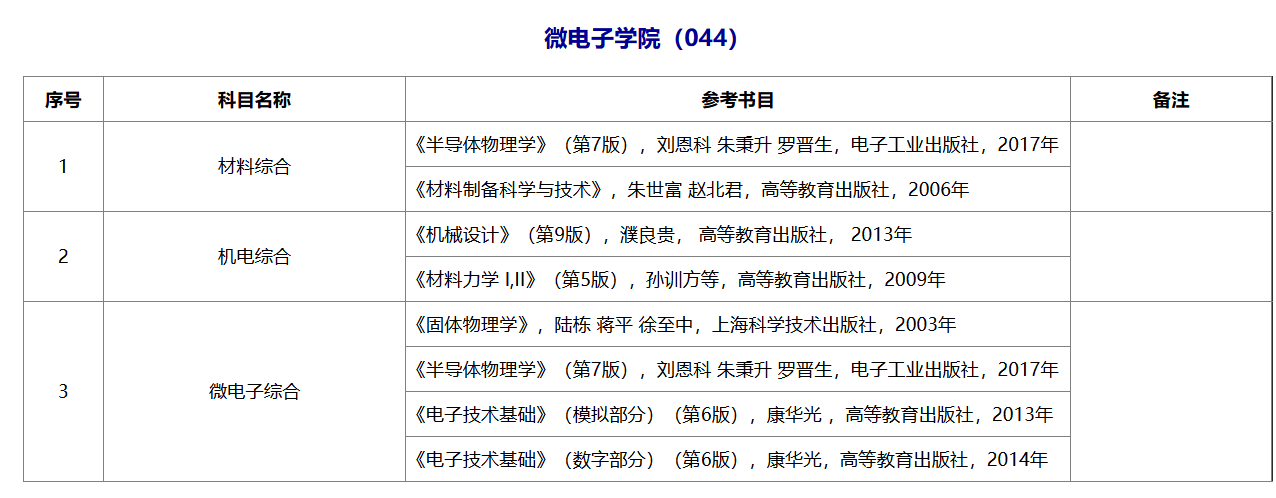 微电子学院（044）
序号 科目名称 参考书目 备注
1 材料综合 《半导体物理学》（第7版），刘恩科 朱秉升 罗晋生，电子工业出版社，2017年
《材料制备科学与技术》，朱世富 赵北君，高等教育出版社，2006年
2 机电综合 《机械设计》（第9版），濮良贵， 高等教育出版社， 2013年
《材料力学 I,II》（第5版），孙训方等，高等教育出版社，2009年
3 微电子综合 《固体物理学》，陆栋 蒋平 徐至中，上海科学技术出版社，2003年
《半导体物理学》（第7版），刘恩科 朱秉升 罗晋生，电子工业出版社，2017年
《电子技术基础》（模拟部分）（第6版），康华光 ，高等教育出版社，2013年
《电子技术基础》（数字部分）（第6版），康华光，高等教育出版社，2014年